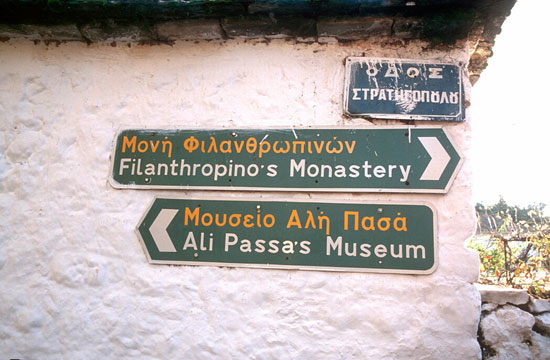 ΟΔΟΣ
ΣΤΡΑΤΗΓΟΠΟΥΛΟΥ
Μονή Φιλανθρωπινών
Filanthropino's Monastery
Μουσείο Αλή Πασά
Ali Passa's Museum